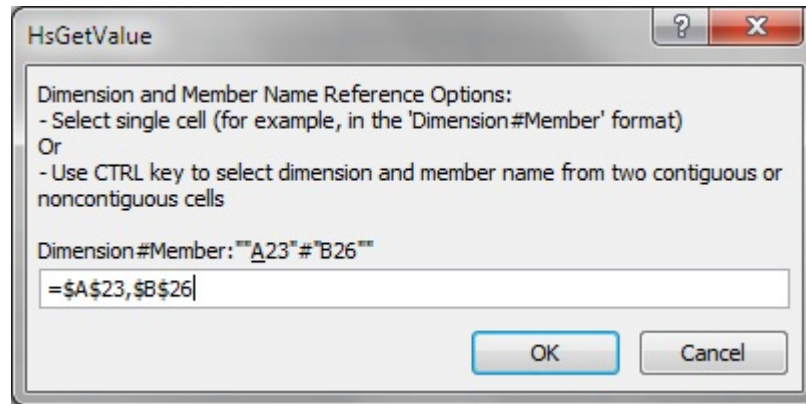 HsGetValue
Dimension and Member Name Reference Options:
- Select single cell (for example, in the 'Dimension#Member' format)
Or
- Use CTRL key to select dimension and member name from two contiguous or
noncontiguous cells
Dimension#Member:""A23"#"B26""
=$A$23,$B$26
OK
Cancel